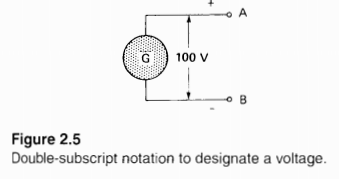 +
A
G
100 V
B
-
Figure 2.5
Double-subscript notation to designate a voltage.